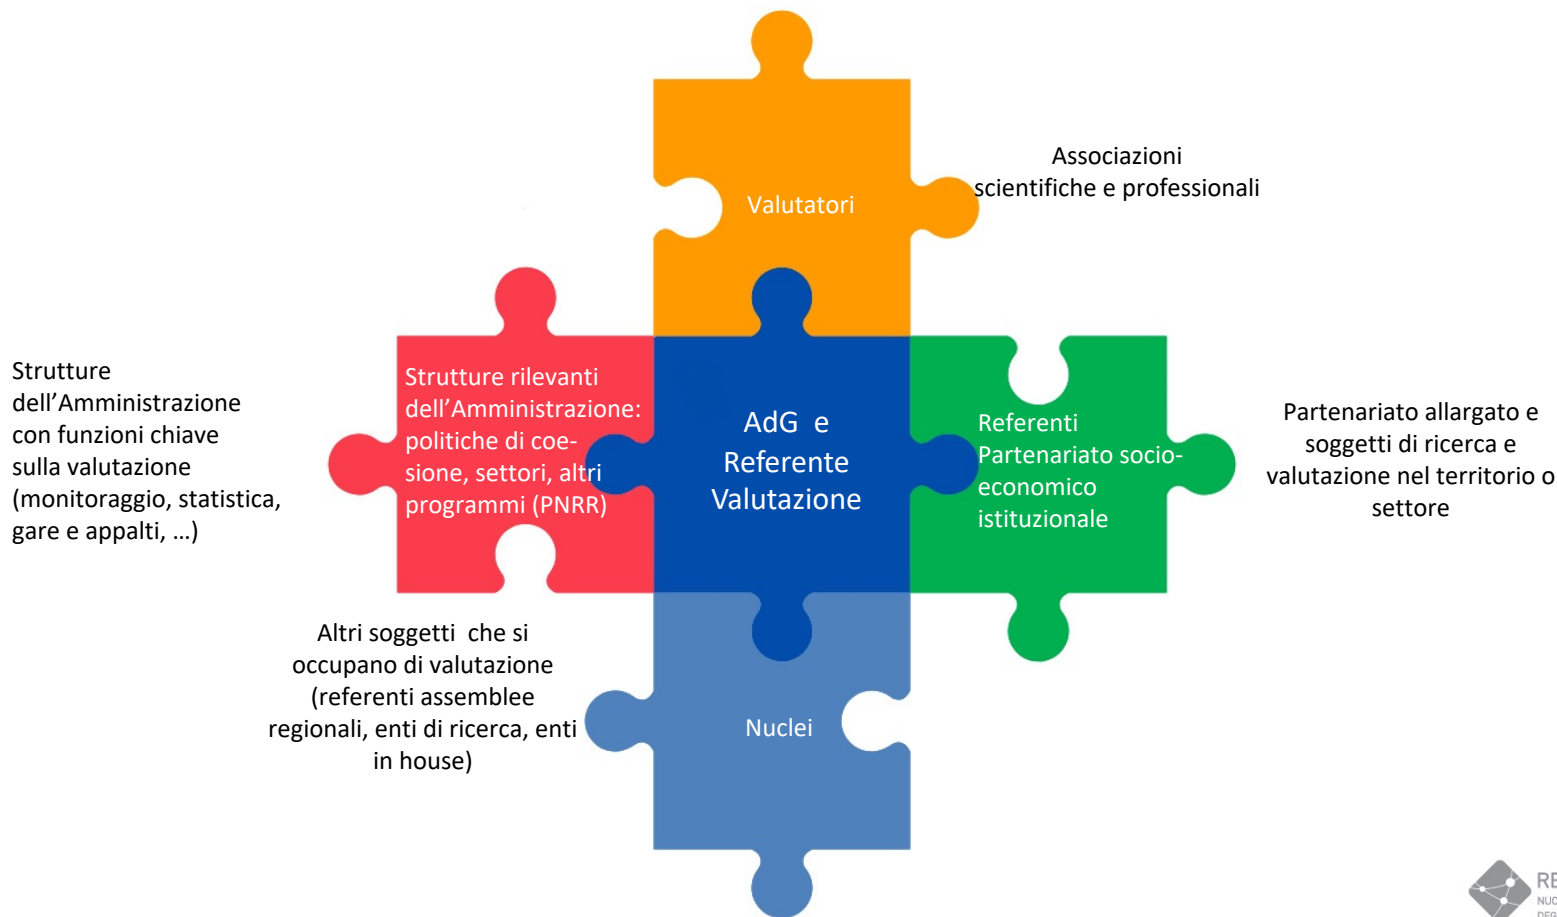 Valutatori
Associazioni
scientifiche e professionali
Strutture
dell’Amministrazione
con funzioni chiave
sulla valutazione
(monitoraggio, statistica,
gare e appalti, …)
Strutture rilevanti
dell’Amministrazione:
politiche di coe-
sione, settori, altri
programmi (PNRR)
AdG e
Referente
Valutazione
Referenti
Partenariato socio-
economico
istituzionale
Partenariato allargato e
soggetti di ricerca e
valutazione nel territorio o
settore
Altri soggetti che si
occupano di valutazione
(referenti assemblee
regionali, enti di ricerca, enti
in house)
Nuclei